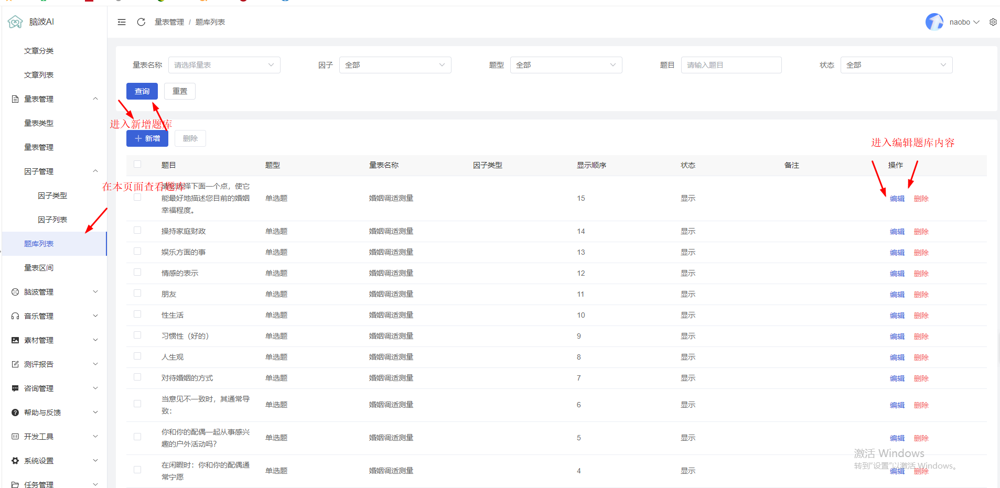 脑波AI
量表管理 / 题库列表
naobo
文章分类
文章列表
量表管理
量表类型
量表管理
因子管理
因子类型
因子列表
题库列表
量表区间
脑波管理
音乐管理
素材管理
测评报告
咨询管理
帮助与反馈
开发工具
系统设置
任务管理
量表名称 请选择量表 因子 全部 题型 全部 题目 请输入题目 状态 全部
查询 重置
进入新增题库
新增 删除
进入编辑题库内容
在本页面查看题库
题目 题型 量表名称 因子类型 显示顺序 状态 备注 操作
请您选择下面一个点，使它
能最好地描述您目前的婚姻
幸福程度。
单选题 婚姻调适测量 15 显示 编辑 删除
操持家庭财政 单选题 婚姻调适测量 14 显示 编辑 删除
娱乐方面的事 单选题 婚姻调适测量 13 显示 编辑 删除
情感的表示 单选题 婚姻调适测量 12 显示 编辑 删除
朋友 单选题 婚姻调适测量 11 显示 编辑 删除
性生活 单选题 婚姻调适测量 10 显示 编辑 删除
习惯性（好的） 单选题 婚姻调适测量 9 显示 编辑 删除
人生观 单选题 婚姻调适测量 8 显示 编辑 删除
对待婚姻的方式 单选题 婚姻调适测量 7 显示 编辑 删除
当意见不一致时，其通常导
致：
单选题 婚姻调适测量 6 显示 编辑 删除
你和你的配偶一起从事感兴
趣的户外活动吗？
单选题 婚姻调适测量 5 显示 编辑 删除
在闲暇时：你和你的配偶通
常宁愿
单选题 婚姻调适测量 4 显示 编辑 删除
激活 Windows
转到“设置”以激活 Windows。